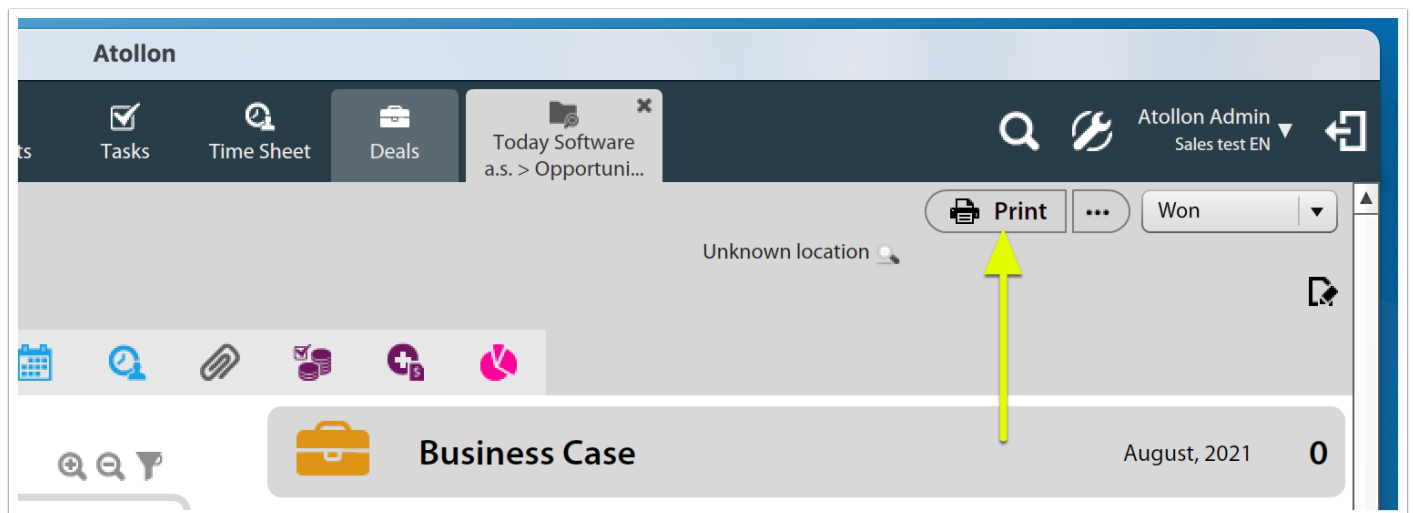 Atollon
ts
Tasks
Time Sheet
Deals
Today Software
a.s. > Opportuni...
Atollon Admin
Sales test EN
Print
Won
Unknown location
Business Case
August, 2021
0